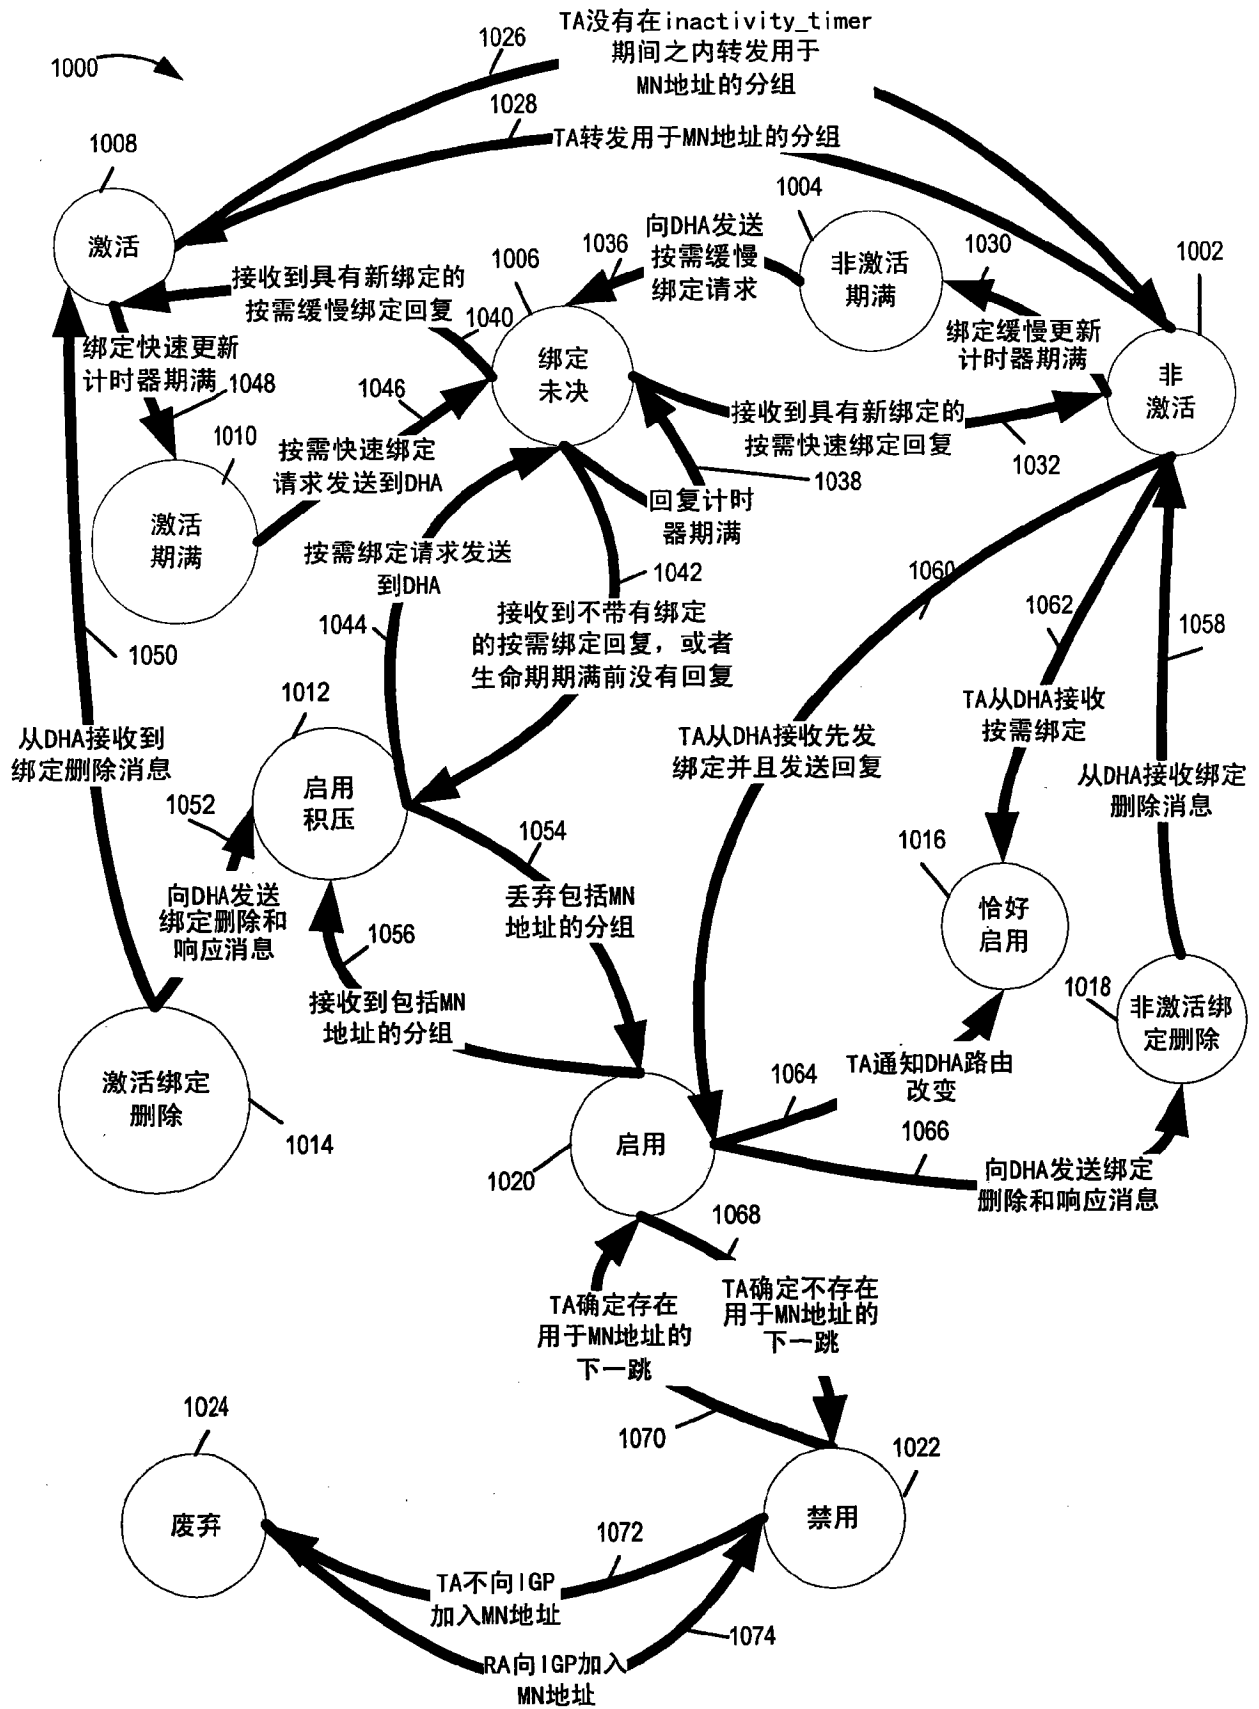 TA没有在inactivity_timer
期间之内转发用于
MN地址的分组
1026
1000
1028
TA转发用于MN地址的分组
1008
激活
1004
非激活
期满
向DHA发送
按需缓慢
绑定请求
1036
1030
1002
非
激活
1006
绑定
未决
接收到具有新绑定的
按需缓慢绑定回复
1040
绑定缓慢更新
计时器期满
绑定快速更新
计时器期满
1048
1046
接收到具有新绑定的
按需快速绑定回复
1032
1010
激活
期满
按需快速绑定
请求发送到DHA
1038
回复计时
器期满
按需绑定请求发送
到DHA
1042
1060
1044
接收到不带有绑定
的按需绑定回复，或者
生命期期满前没有回复
1062
1058
1050
1012
启用
积压
从DHA接收到
绑定删除消息
TA从DHA接收先发
绑定并且发送回复
TA从DHA接收
按需绑定
从DHA接收绑定
删除消息
1052
1054
1016
恰好
启用
向DHA发送
绑定删除和
响应消息
丢弃包括MN
地址的分组
1056
接收到包括MN
地址的分组
1018
非激活绑
定删除
激活绑定
删除
1014
1064
TA通知DHA路由
改变
启用
1020
1066
向DHA发送绑定
删除和响应消息
1068
TA确定存在
用于MN地址的
下一跳
TA确定不存在
用于MN地址的
下一跳
1070
1024
废弃
1022
禁用
1072
TA不向IGP
加入MN地址
1074
RA向IGP加入
MN地址